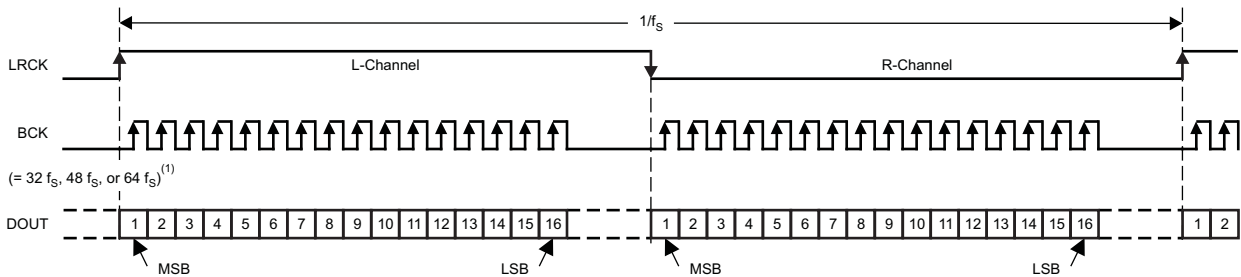 1/fS
LRCK
L-Channel
R-Channel
BCK
(= 32 fS, 48 fS, or 64 fS)(1)
DOUT
1 2 3 4 5 6 7 8 9 10 11 12 13 14 15 16 1 2 3 4 5 6 7 8 9 10 11 12 13 14 15 16 1 2
MSB LSB MSB LSB